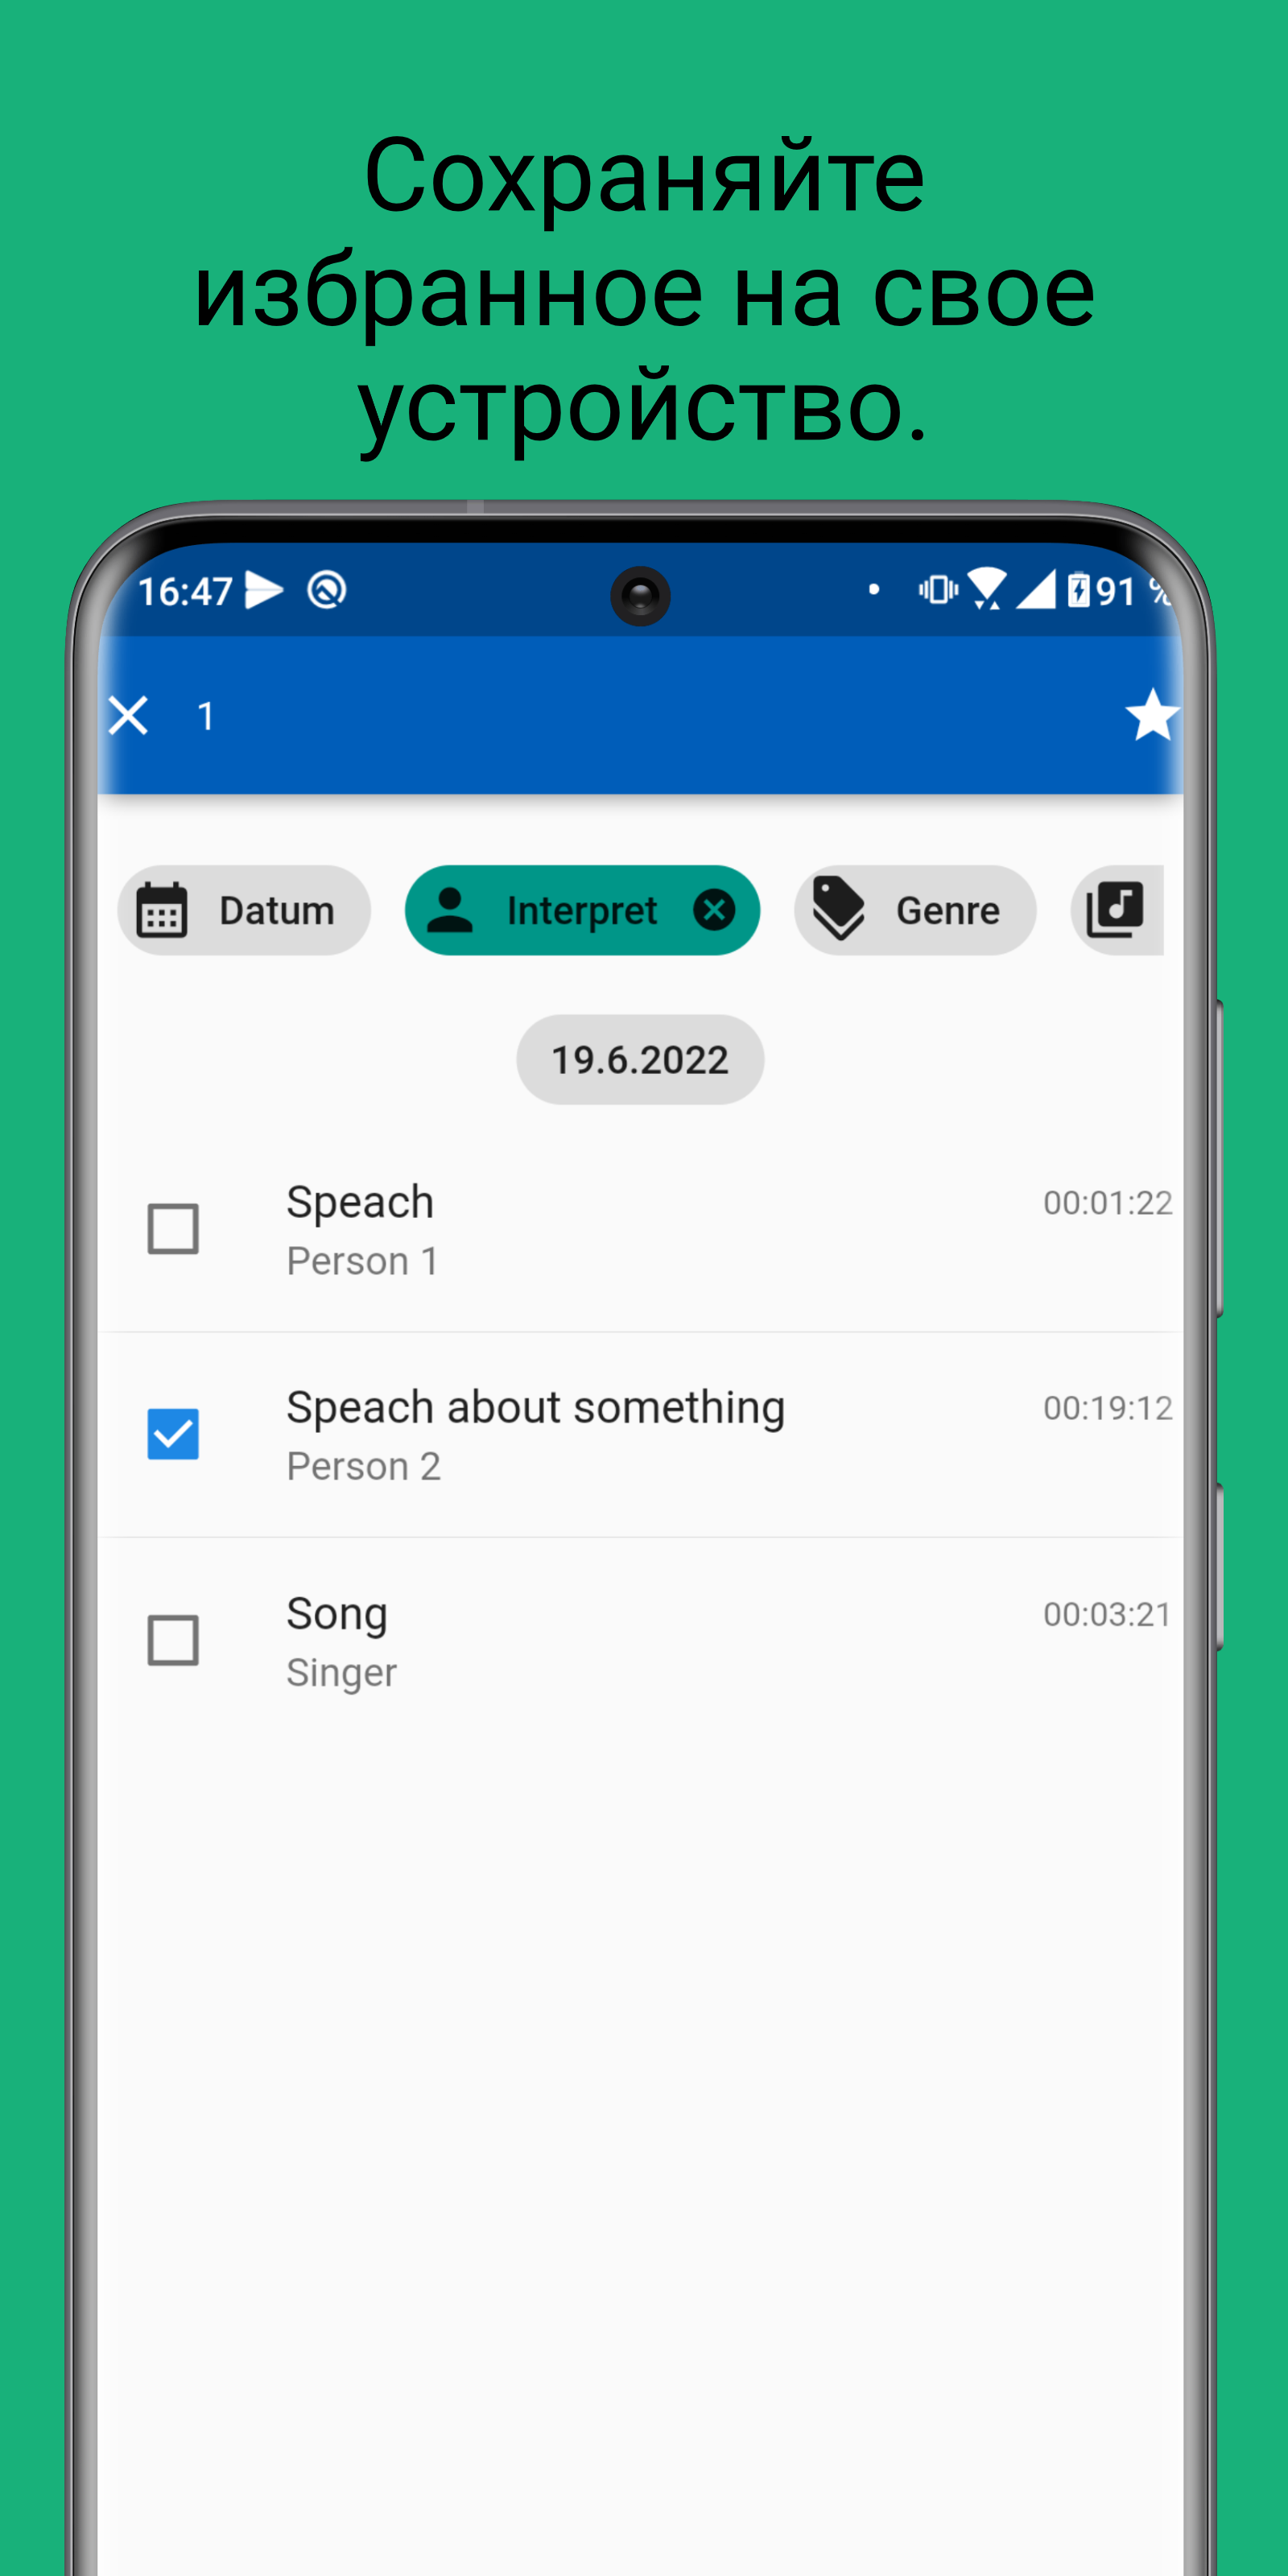 Сохраняйте
избранное на свое
устройство.
16:47 91 %
1
Datum Interpret Genre
19.6.2022
Speach 00:01:22
Person 1
Speach about something 00:19:12
Person 2
Song 00:03:21
Singer